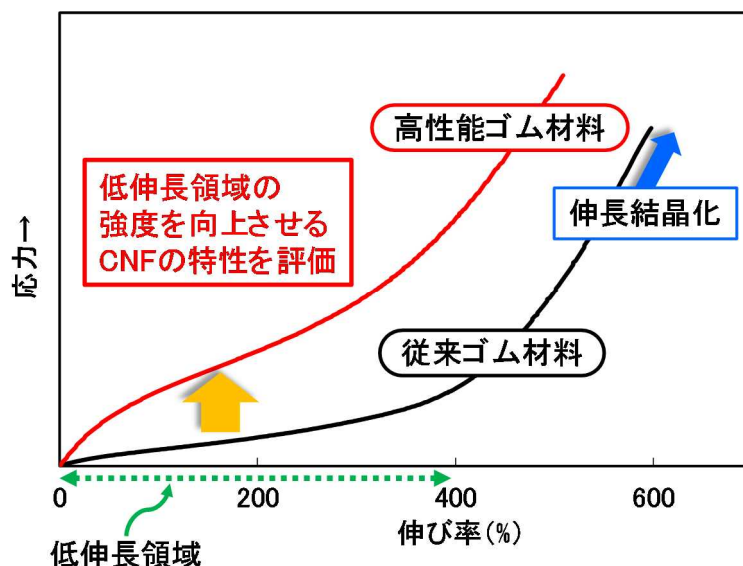 高性能ゴム材料
低伸長領域の
強度を向上させる
CNFの特性を評価
伸長結晶化
応力→
従来ゴム材料
0
200
400
600
伸び率(%)
低伸長領域